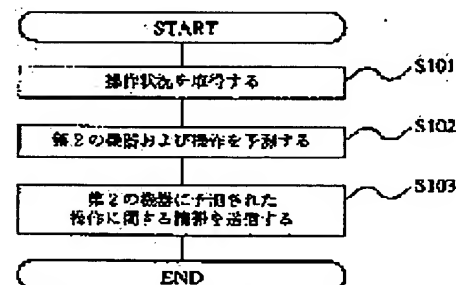 START
操作状況を取得する
S101
第2の機器および操作を予測する
S102
第2の機器に予測された
操作に関する情報を送信する
S103
END